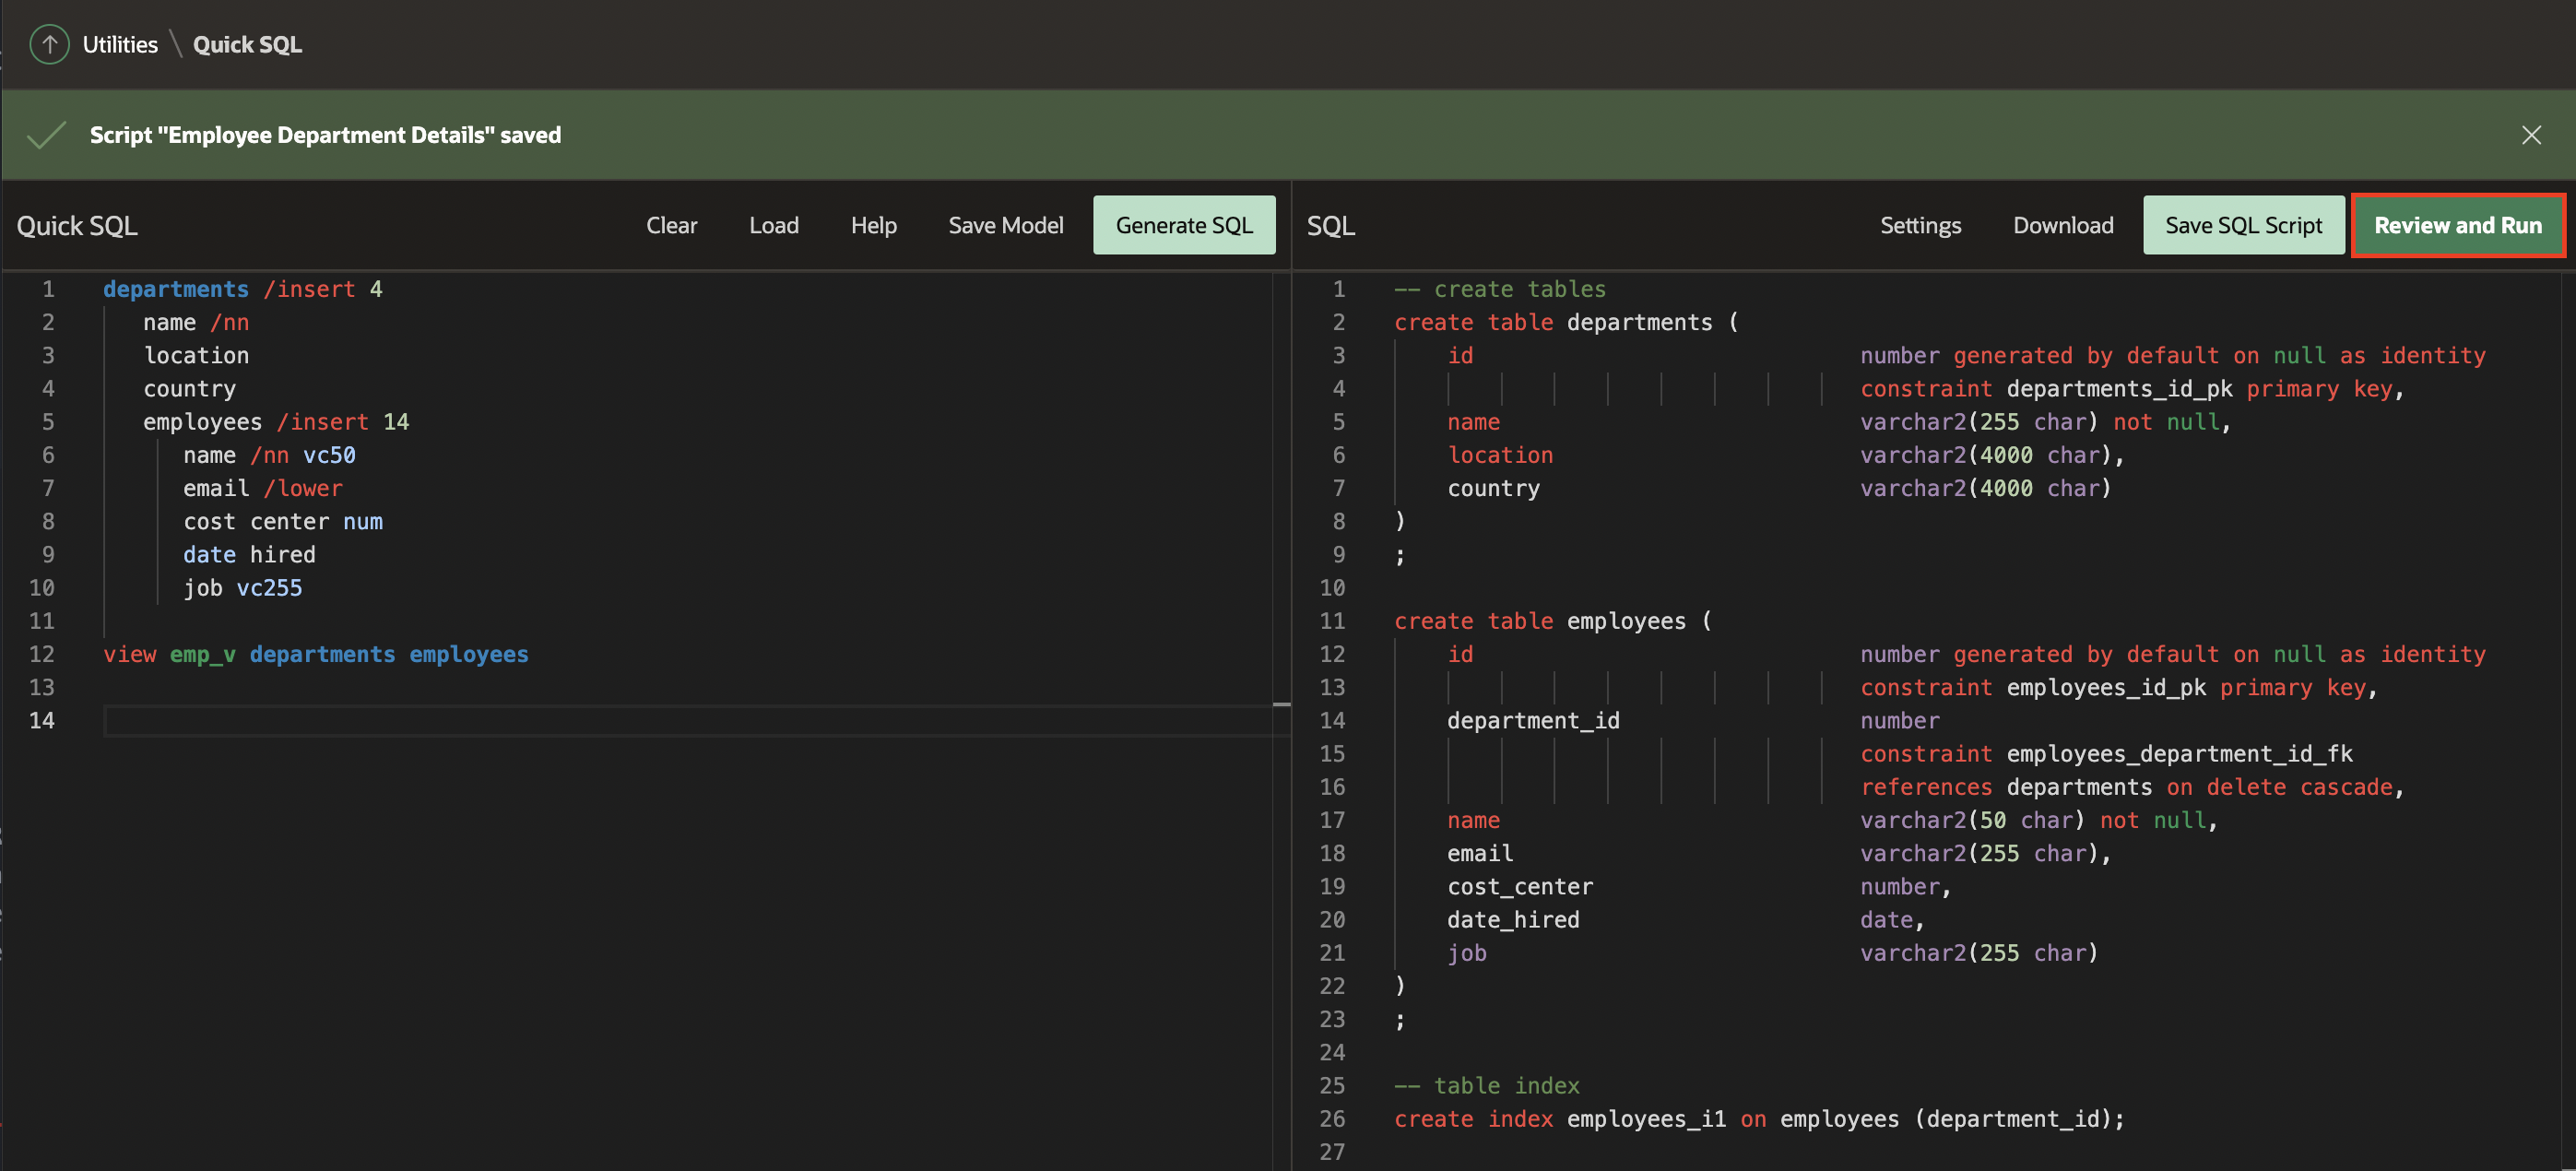 Utilities \ Quick SQL
Script "Employee Department Details" saved
Quick SQL Clear Load Help Save Model Generate SQL
1 departments /insert 4
2 name /nn
3 location
4 country
5 employees /insert 14
6 name /nn vc50
7 email /lower
8 cost center num
9 date hired
10 job vc255
11
12 view emp_v departments employees
13
14
SQL Settings Download Save SQL Script Review and Run
1 -- create tables
2 create table departments (
3 id number generated by default on null as identity
4 constraint departments_id_pk primary key,
5 name varchar2(255 char) not null,
6 location varchar2(4000 char),
7 country varchar2(4000 char)
8 )
9 ;
10
11 create table employees (
12 id number generated by default on null as identity
13 constraint employees_id_pk primary key,
14 department_id number
15 constraint employees_department_id_fk
16 references departments on delete cascade,
17 name varchar2(50 char) not null,
18 email varchar2(255 char),
19 cost_center number,
20 date_hired date,
21 job varchar2(255 char)
22 )
23 ;
24
25 -- table index
26 create index employees_i1 on employees (department_id);
27